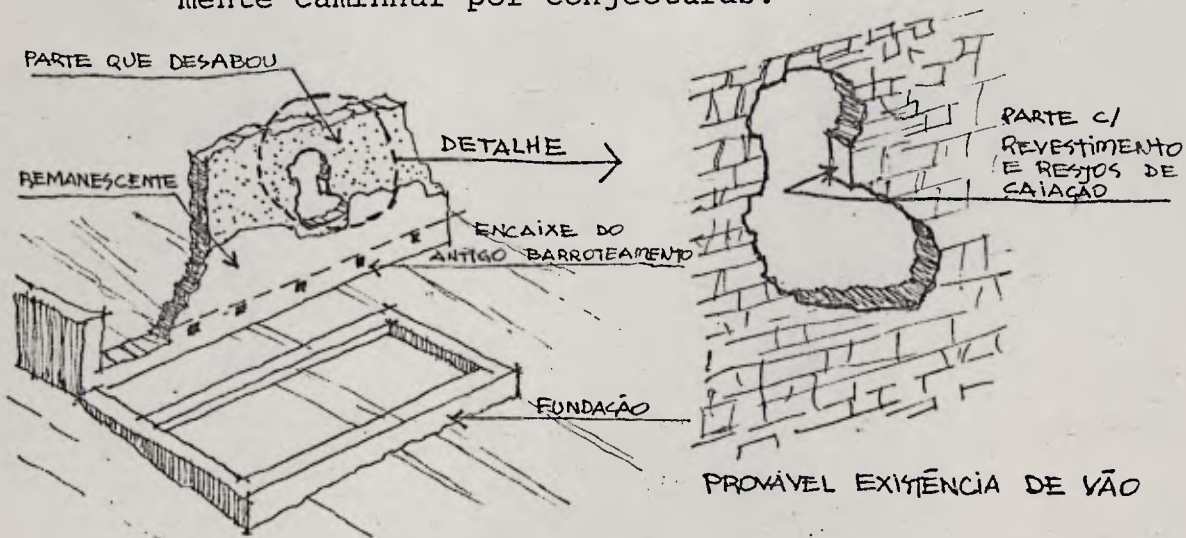 mente caminhar por conjecturas.
PARTE QUE DESABOU
REMANESCENTE
DETALHE
ENCAIXE DO
ANTIGO BARROTEAMENTO
FUNDAÇÃO
PARTE C/
REVESTIMENTO
E RESTOS DE
CAIAÇÃO
PROVÁVEL EXISTÊNCIA DE VÃO